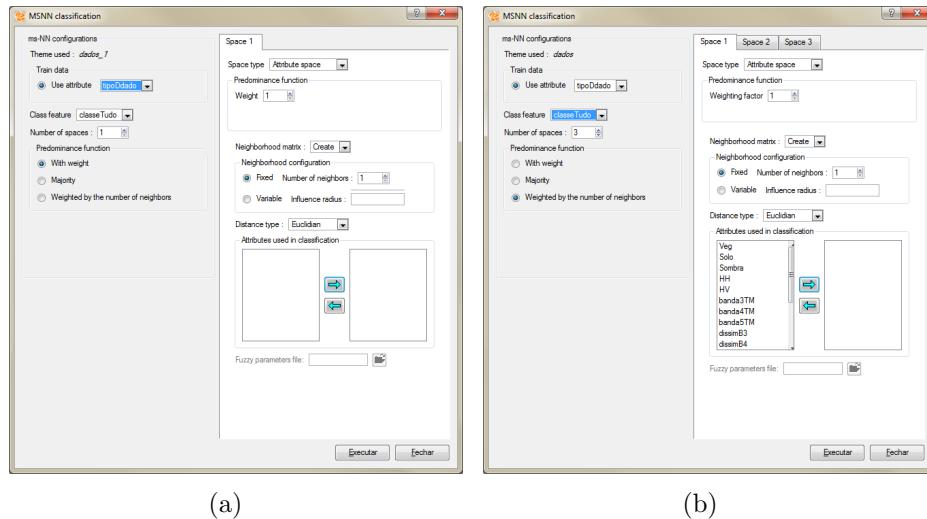 MSNN classification
ms-NN configurations
Theme used : dados_1
Train data
Use attribute tipoDdado
Class feature classeTudo
Number of spaces : 1
Predominance function
With weight
Majority
Weighted by the number of neighbors
Space 1
Space type Attribute space
Predominance function
Weight 1
Neighborhood matrix : Create
Neighborhood configuration
Fixed Number of neighbors : 1
Variable Influence radius :
Distance type : Euclidian
Attributes used in classification
Fuzzy parameters file:
Executar Fechar
(a)
MSNN classification
ms-NN configurations
Theme used : dados
Train data
Use attribute tipoDdado
Class feature classeTudo
Number of spaces : 3
Predominance function
With weight
Majority
Weighted by the number of neighbors
Space 1 Space 2 Space 3
Space type Attribute space
Predominance function
Weighting factor 1
Neighborhood matrix : Create
Neighborhood configuration
Fixed Number of neighbors : 1
Variable Influence radius :
Distance type : Euclidian
Attributes used in classification
Veg
Solo
Sombra
HH
HV
banda3TM
banda4TM
banda5TM
dissimB3
dissimB4
Fuzzy parameters file:
Executar Fechar
(b)